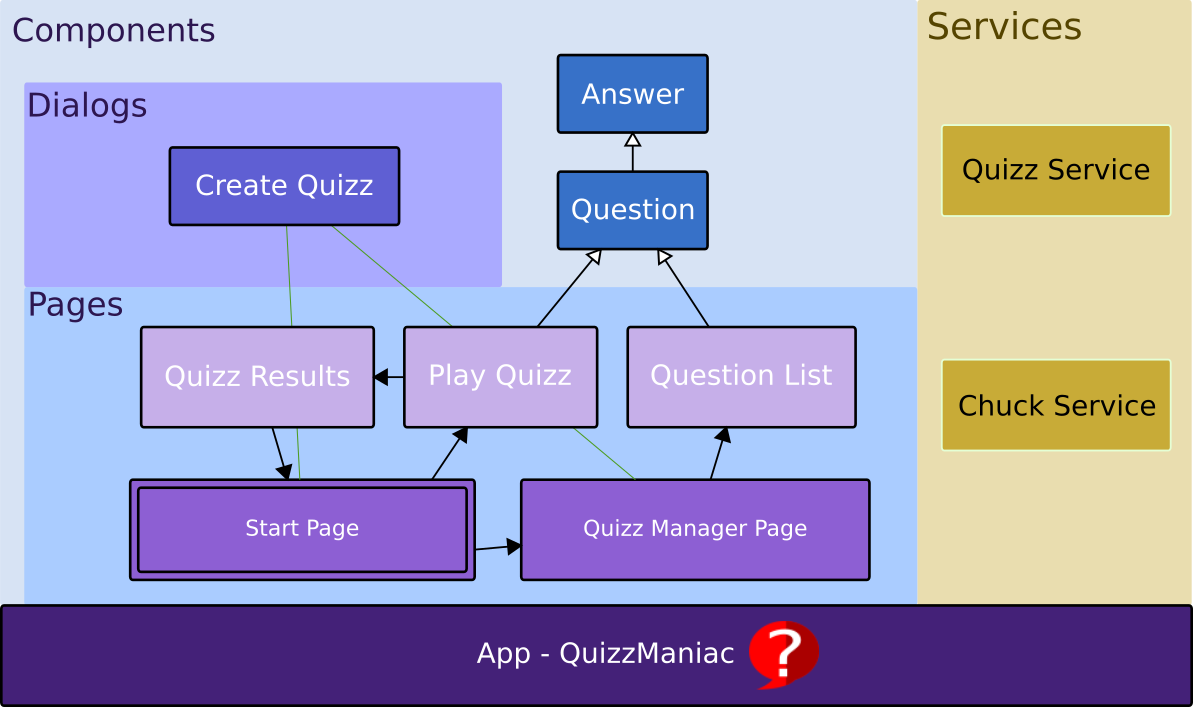 Components
Services
Dialogs
Answer
Create Quizz
Question
Quizz Service
Pages
Quizz Results
Play Quizz
Question List
Chuck Service
Start Page
Quizz Manager Page
App - QuizzManiac
?